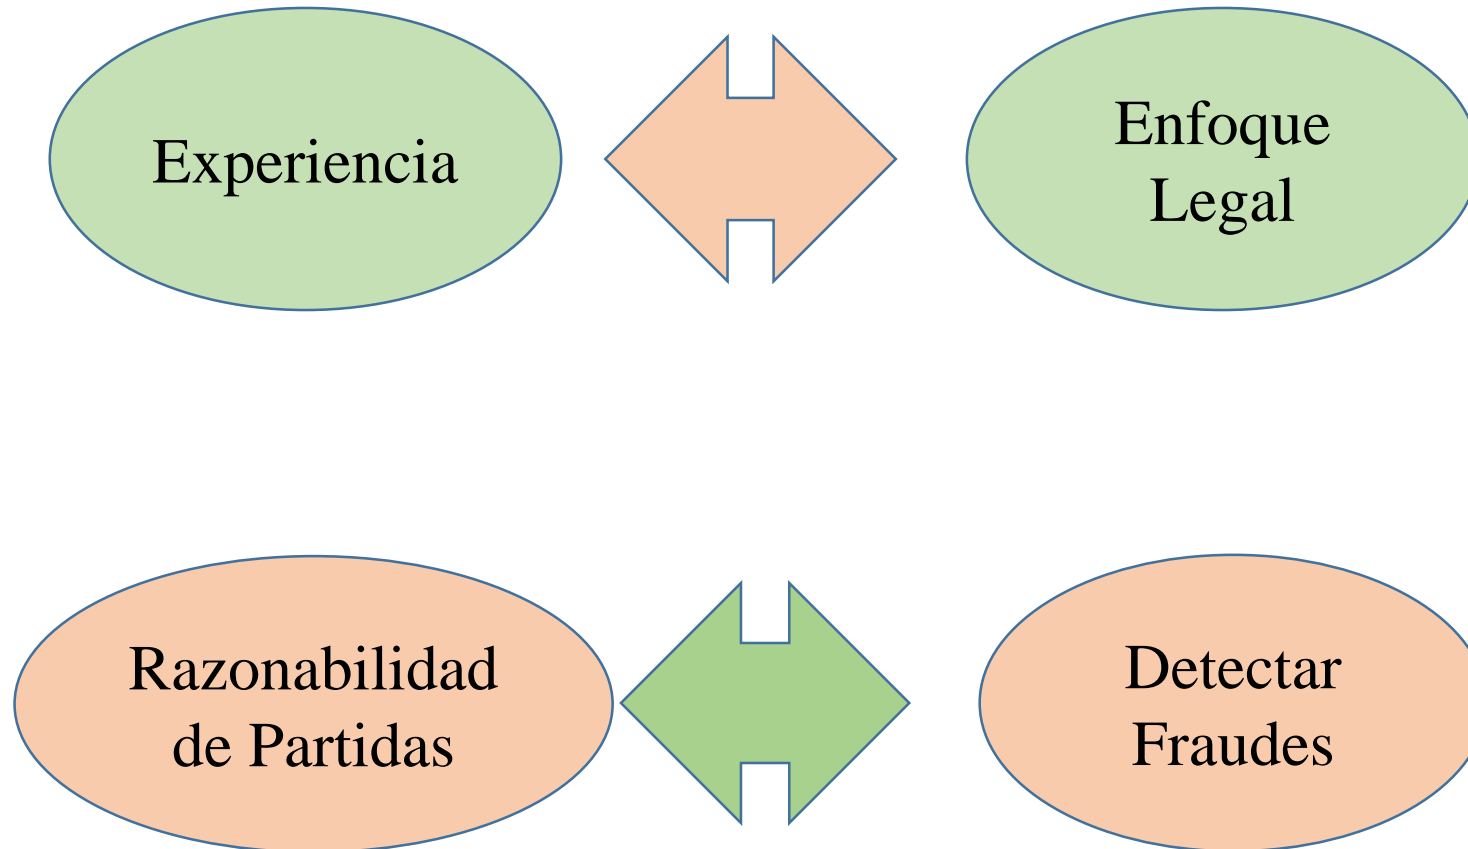 Experiencia
Enfoque
Legal
Razonabilidad
de Partidas
Detectar
Fraudes